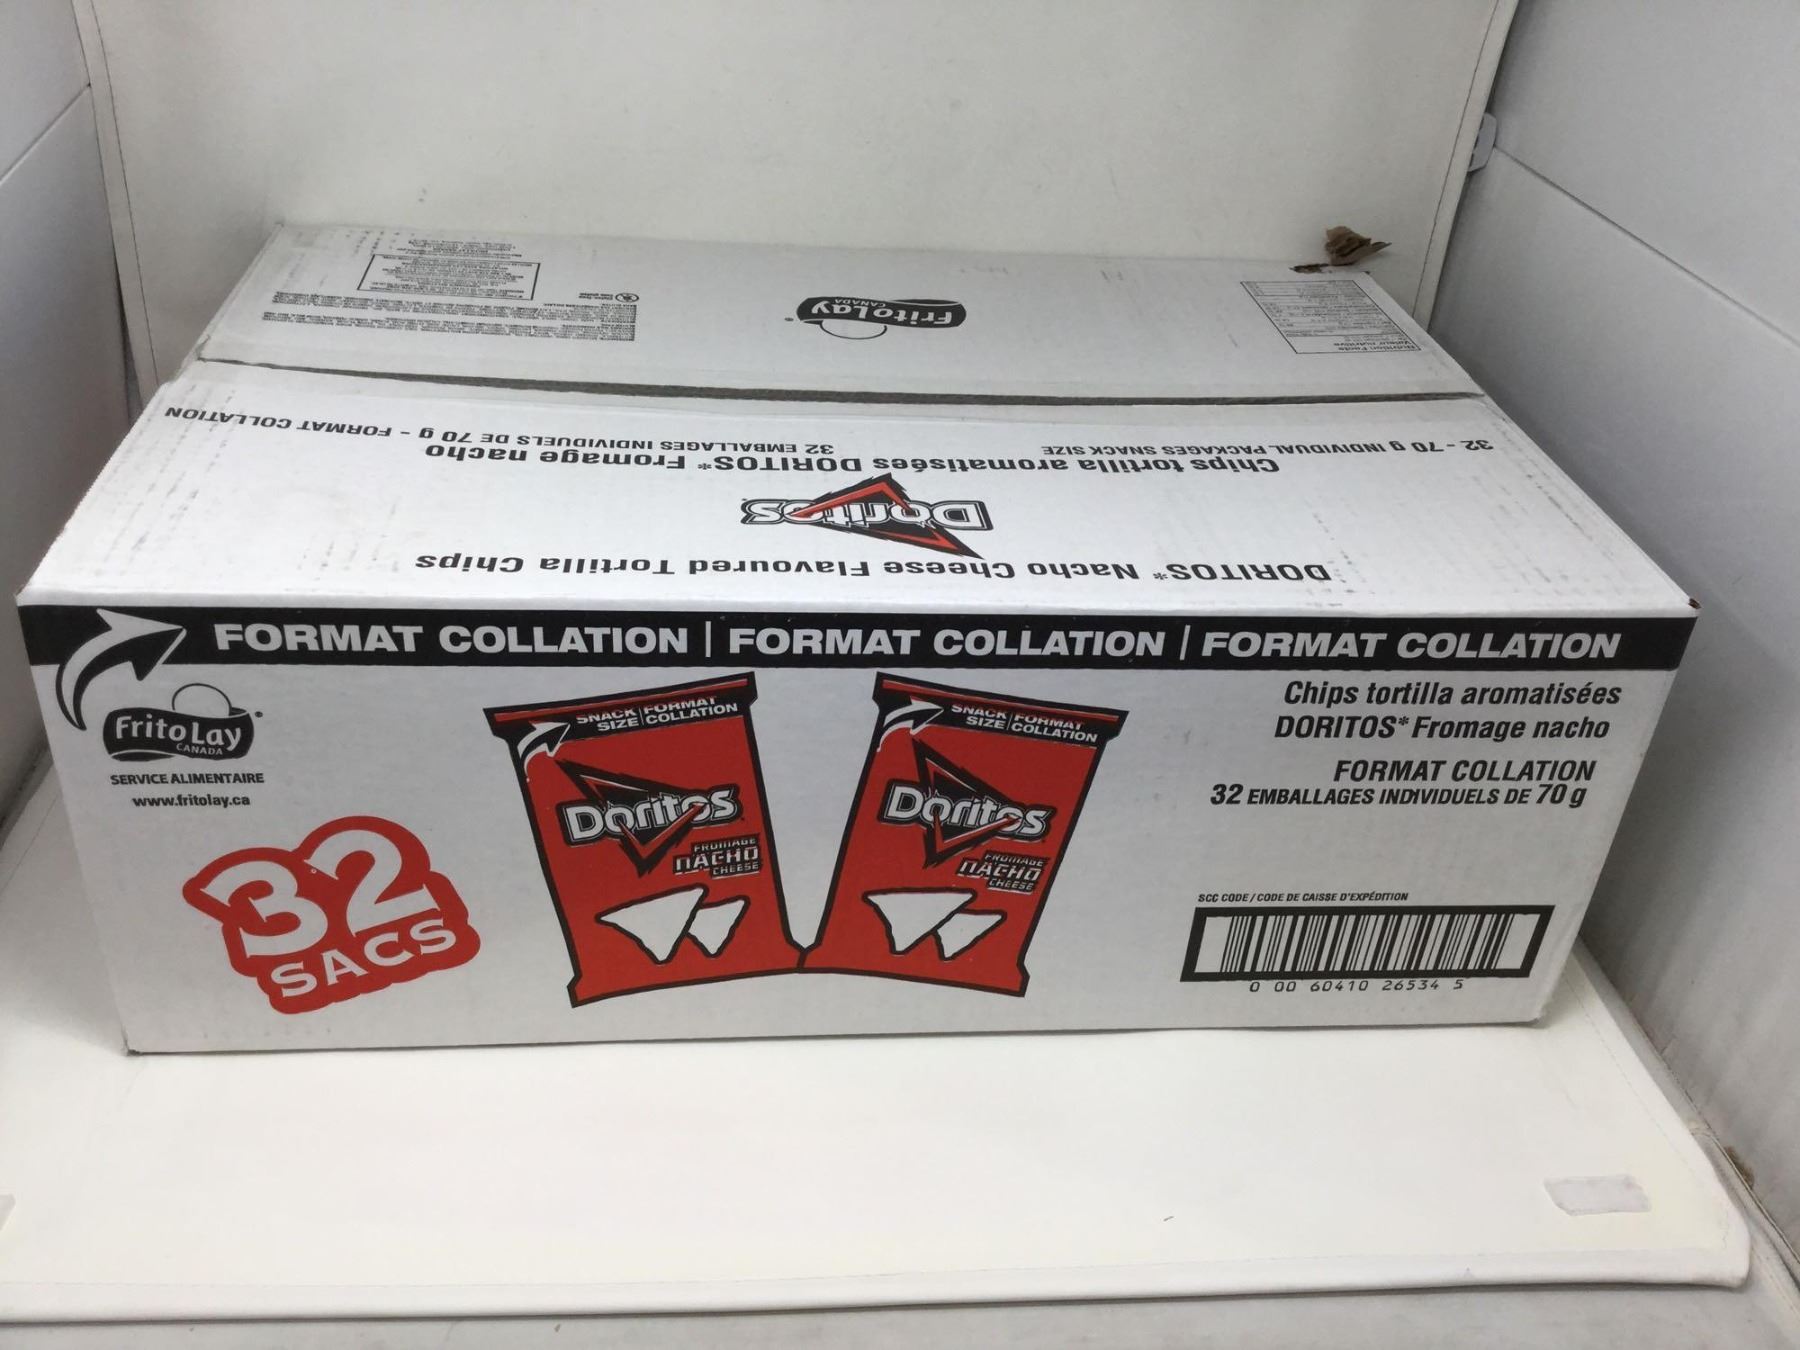 Nutrition Facts
Valeur nutritive
FritoLay
CANADA
32 - 70 g INDIVIDUAL PACKAGES SNACK SIZE
32 EMBALLAGES INDIVIDUELS DE 70 g - FORMAT COLLATION
Chips tortilla aromatisées DORITOS* Fromage nacho
Doritos
DORITOS* Nacho Cheese Flavoured Tortilla Chips
FORMAT COLLATION | FORMAT COLLATION | FORMAT COLLATION
FritoLay
CANADA
SERVICE ALIMENTAIRE
www.fritolay.ca
32
SACS
SNACK SIZE | FORMAT COLLATION
Doritos
FROMAGE
NACHO
CHEESE
SNACK SIZE | FORMAT COLLATION
Doritos
FROMAGE
NACHO
CHEESE
Chips tortilla aromatisées
DORITOS* Fromage nacho
FORMAT COLLATION
32 EMBALLAGES INDIVIDUELS DE 70 g
SCC CODE / CODE DE CAISSE D'EXPÉDITION
0 00 60410 26534 5